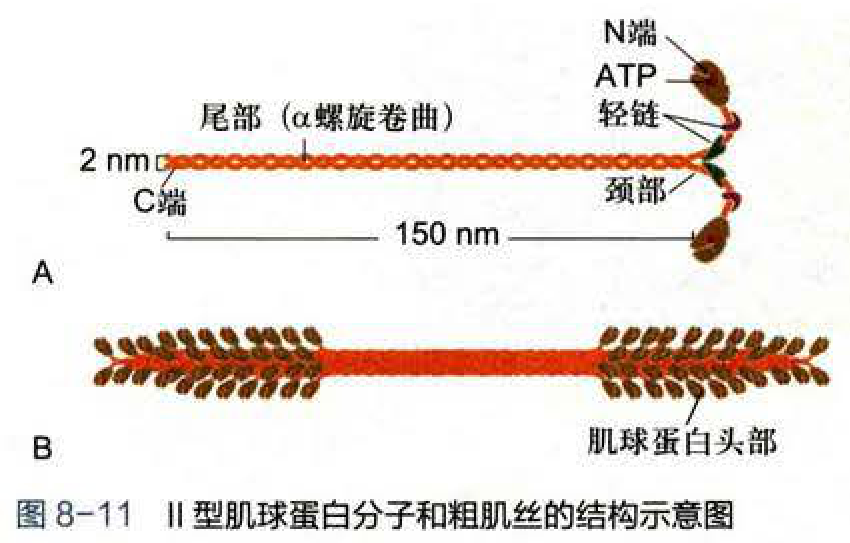 N端
ATP
轻链
尾部（α螺旋卷曲）
2 nm
C端
颈部
150 nm
A
B
肌球蛋白头部
图 8-11 II 型肌球蛋白分子和粗肌丝的结构示意图